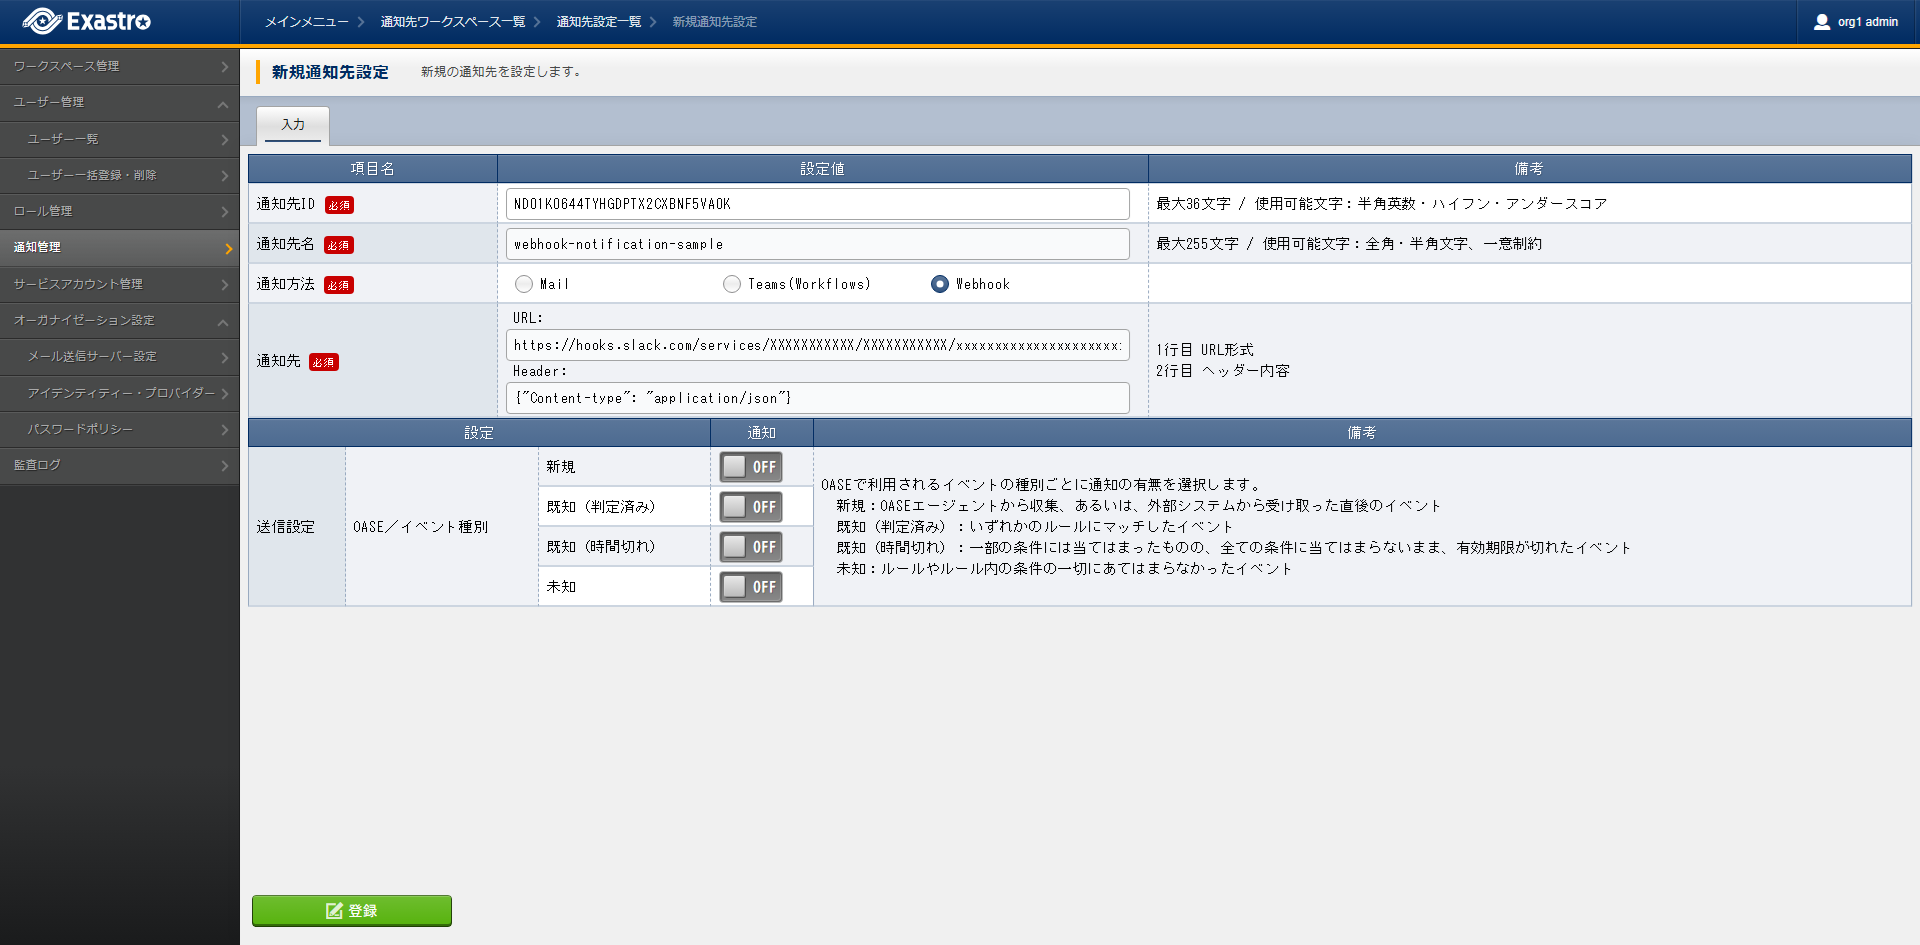 Exastro
メインメニュー
通知先ワークスペース一覧
通知先設定一覧
新規通知先設定
org1 admin
ワークスペース管理
ユーザー管理
ユーザー一覧
ユーザー一括登録・削除
ロール管理
通知管理
サービスアカウント管理
オーガナイゼーション設定
メール送信サーバー設定
アイデンティティー・プロバイダー
パスワードポリシー
監査ログ
新規通知先設定
新規の通知先を設定します。
入力
項目名 設定値 備考
通知先ID 必須
ND01K0644TYHGDPTX2CXBNF5VA0K
最大36文字 / 使用可能文字：半角英数・ハイフン・アンダースコア
通知先名 必須
webhook-notification-sample
最大255文字 / 使用可能文字：全角・半角文字、一意制約
通知方法 必須
Mail Teams(Workflows) Webhook
通知先 必須
URL:
https://hooks.slack.com/services/XXXXXXXXXXX/XXXXXXXXXXX/xxxxxxxxxxxxxxxxxxxxx
Header:
{"Content-type": "application/json"}
1行目 URL形式
2行目 ヘッダー内容
設定 通知 備考
送信設定
OASE／イベント種別
新規 OFF
既知（判定済み） OFF
既知（時間切れ） OFF
未知 OFF
OASEで利用されるイベントの種別ごとに通知の有無を選択します。
新規：OASEエージェントから収集、あるいは、外部システムから受け取った直後のイベント
既知（判定済み）：いずれかのルールにマッチしたイベント
既知（時間切れ）：一部の条件には当てはまったものの、全ての条件に当てはまらないまま、有効期限が切れたイベント
未知：ルールやルール内の条件の一切にあてはまらなかったイベント
登録